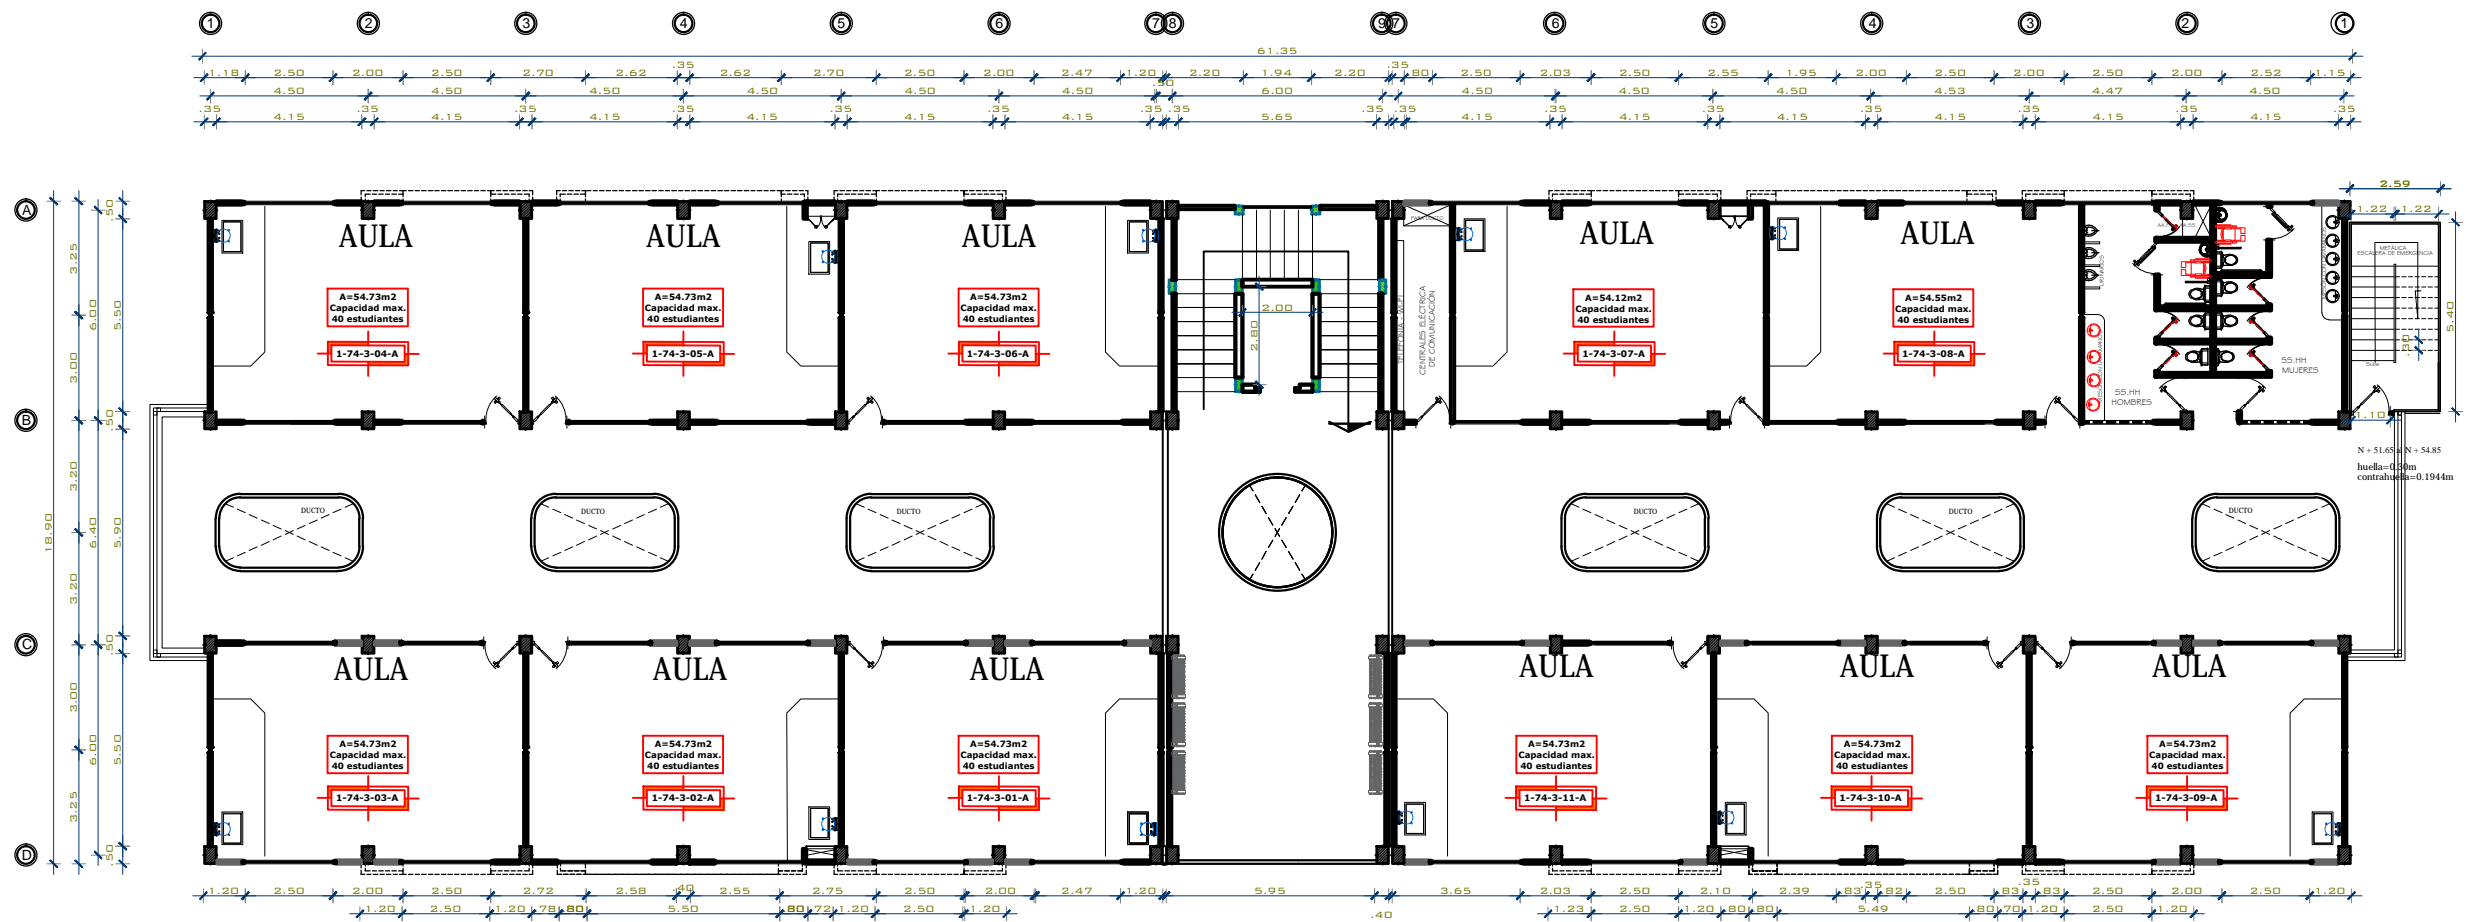 1 2 3 4 5 6 7 8 9 7 6 5 4 3 2 1
61.35
1.18 2.50 2.00 2.50 2.70 2.62 .35 2.62 2.70 2.50 2.00 2.47 1.20 2.20 1.94 2.20 .35 .80 2.50 2.03 2.50 2.55 1.95 2.00 2.50 2.00 2.50 2.00 2.52 1.15
4.50 4.50 4.50 4.50 4.50 4.50 6.00 4.50 4.50 4.50 4.53 4.47 4.50
.35 .35 .35 .35 .35 .35 .35 .35 .35 .35 .35 .35 .35 .35 .35 .35
4.15 4.15 4.15 4.15 4.15 4.15 5.65 4.15 4.15 4.15 4.15 4.15 4.15
2.59
1.22 1.22
A
B
C
D
18.90
3.25 3.00 3.20 3.20 3.00 3.25
6.00 6.40 6.00
.50 5.50 .50 5.90 .50 5.50 .50
AULA
A=54.73m2
Capacidad max.
40 estudiantes
1-74-3-04-A
AULA
A=54.73m2
Capacidad max.
40 estudiantes
1-74-3-05-A
AULA
A=54.73m2
Capacidad max.
40 estudiantes
1-74-3-06-A
2.00
2.80
TELEFONIA - WI-FI
CENTRALES ELÉCTRICA
DE COMUNICACIÓN
AULA
A=54.12m2
Capacidad max.
40 estudiantes
1-74-3-07-A
AULA
A=54.55m2
Capacidad max.
40 estudiantes
1-74-3-08-A
URINARIOS
SS.HH
HOMBRES
SS.HH
MUJERES
METÁLICA
ESCALERA DE EMERGENCIA
Sube
5.40
.30
1.10
N + 51.65 al N + 54.85
huella=0.30m
contrahuella=0.1944m
DUCTO
DUCTO
DUCTO
DUCTO
DUCTO
DUCTO
AULA
A=54.73m2
Capacidad max.
40 estudiantes
1-74-3-03-A
AULA
A=54.73m2
Capacidad max.
40 estudiantes
1-74-3-02-A
AULA
A=54.73m2
Capacidad max.
40 estudiantes
1-74-3-01-A
AULA
A=54.73m2
Capacidad max.
40 estudiantes
1-74-3-11-A
AULA
A=54.73m2
Capacidad max.
40 estudiantes
1-74-3-10-A
AULA
A=54.73m2
Capacidad max.
40 estudiantes
1-74-3-09-A
1.20 2.50 2.00 2.50 2.72 2.58 .40 2.55 2.75 2.50 2.00 2.47 1.20 5.95 .40 3.65 2.03 2.50 2.10 2.39 .83 .35 .82 2.50 .83 .35 .83 2.50 2.00 2.50 1.20
1.20 2.50 1.20 .78 .80 5.50 .80 .72 1.20 2.50 1.20 1.23 2.50 1.20 .80 .80 5.49 .80 .70 1.20 2.50 1.20